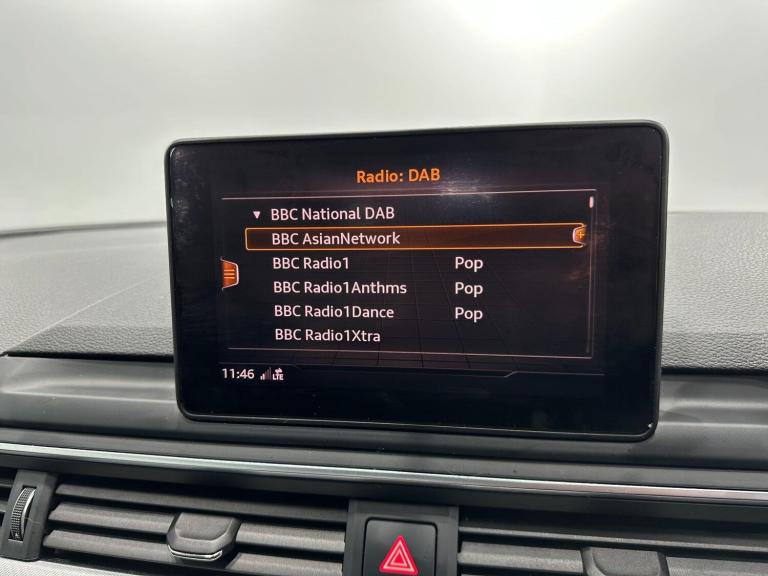 Radio: DAB
BBC National DAB
BBC AsianNetwork
BBC Radio1 Pop
BBC Radio1Anthms Pop
BBC Radio1Dance Pop
BBC Radio1Xtra
11:46 LTE